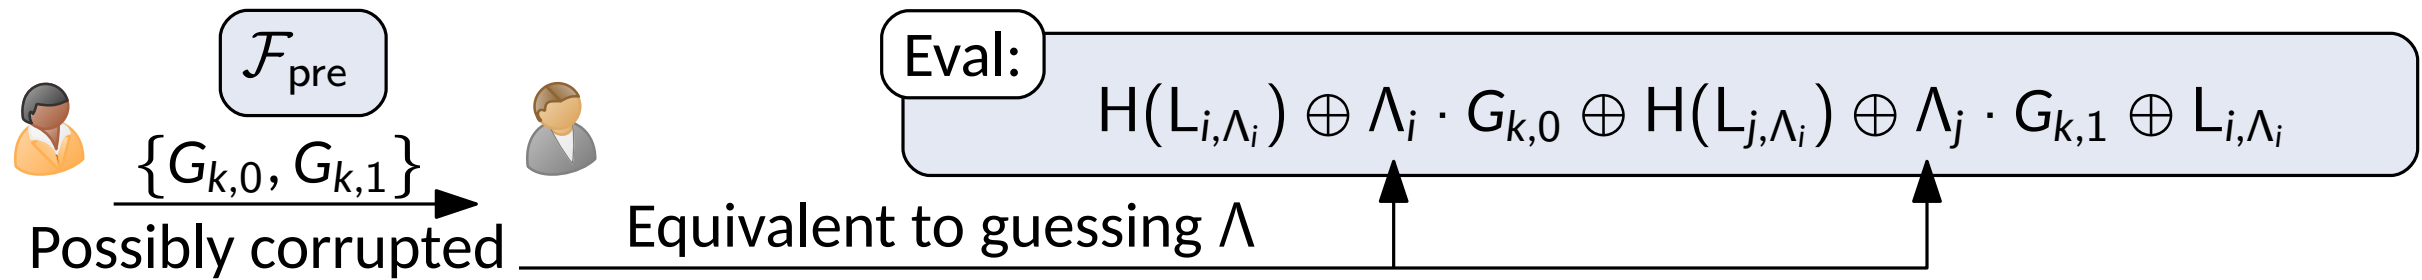 𝓕_pre
{G_{k,0}, G_{k,1}}
Possibly corrupted
Equivalent to guessing Λ
Eval:
H(L_{i,Λ_i}) ⊕ Λ_i · G_{k,0} ⊕ H(L_{j,Λ_i}) ⊕ Λ_j · G_{k,1} ⊕ L_{i,Λ_i}